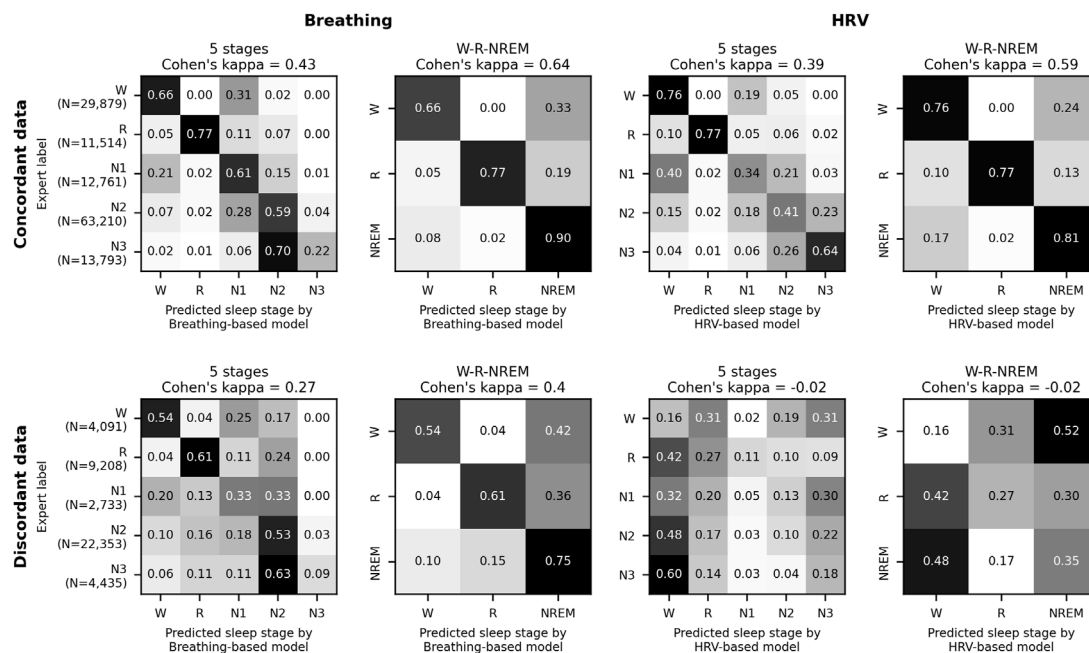 Breathing
HRV
Concordant data
5 stages
Cohen's kappa = 0.43
Expert label
W
(N=29,879)
0.66 0.00 0.31 0.02 0.00
R
(N=11,514)
0.05 0.77 0.11 0.07 0.00
N1
(N=12,761)
0.21 0.02 0.61 0.15 0.01
N2
(N=63,210)
0.07 0.02 0.28 0.59 0.04
N3
(N=13,793)
0.02 0.01 0.06 0.70 0.22
W R N1 N2 N3
Predicted sleep stage by
Breathing-based model
W-R-NREM
Cohen's kappa = 0.64
W 0.66 0.00 0.33
R 0.05 0.77 0.19
NREM 0.08 0.02 0.90
W R NREM
Predicted sleep stage by
Breathing-based model
5 stages
Cohen's kappa = 0.39
W 0.76 0.00 0.19 0.05 0.00
R 0.10 0.77 0.05 0.06 0.02
N1 0.40 0.02 0.34 0.21 0.03
N2 0.15 0.02 0.18 0.41 0.23
N3 0.04 0.01 0.06 0.26 0.64
W R N1 N2 N3
Predicted sleep stage by
HRV-based model
W-R-NREM
Cohen's kappa = 0.59
W 0.76 0.00 0.24
R 0.10 0.77 0.13
NREM 0.17 0.02 0.81
W R NREM
Predicted sleep stage by
HRV-based model
Discordant data
5 stages
Cohen's kappa = 0.27
Expert label
W
(N=4,091)
0.54 0.04 0.25 0.17 0.00
R
(N=9,208)
0.04 0.61 0.11 0.24 0.00
N1
(N=2,733)
0.20 0.13 0.33 0.33 0.00
N2
(N=22,353)
0.10 0.16 0.18 0.53 0.03
N3
(N=4,435)
0.06 0.11 0.11 0.63 0.09
W R N1 N2 N3
Predicted sleep stage by
Breathing-based model
W-R-NREM
Cohen's kappa = 0.4
W 0.54 0.04 0.42
R 0.04 0.61 0.36
NREM 0.10 0.15 0.75
W R NREM
Predicted sleep stage by
Breathing-based model
5 stages
Cohen's kappa = -0.02
W 0.16 0.31 0.02 0.19 0.31
R 0.42 0.27 0.11 0.10 0.09
N1 0.32 0.20 0.05 0.13 0.30
N2 0.48 0.17 0.03 0.10 0.22
N3 0.60 0.14 0.03 0.04 0.18
W R N1 N2 N3
Predicted sleep stage by
HRV-based model
W-R-NREM
Cohen's kappa = -0.02
W 0.16 0.31 0.52
R 0.42 0.27 0.30
NREM 0.48 0.17 0.35
W R NREM
Predicted sleep stage by
HRV-based model